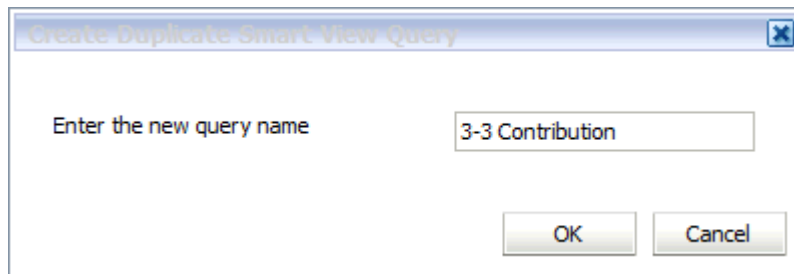 Create Duplicate Smart View Query
Enter the new query name
3-3 Contribution
OK
Cancel